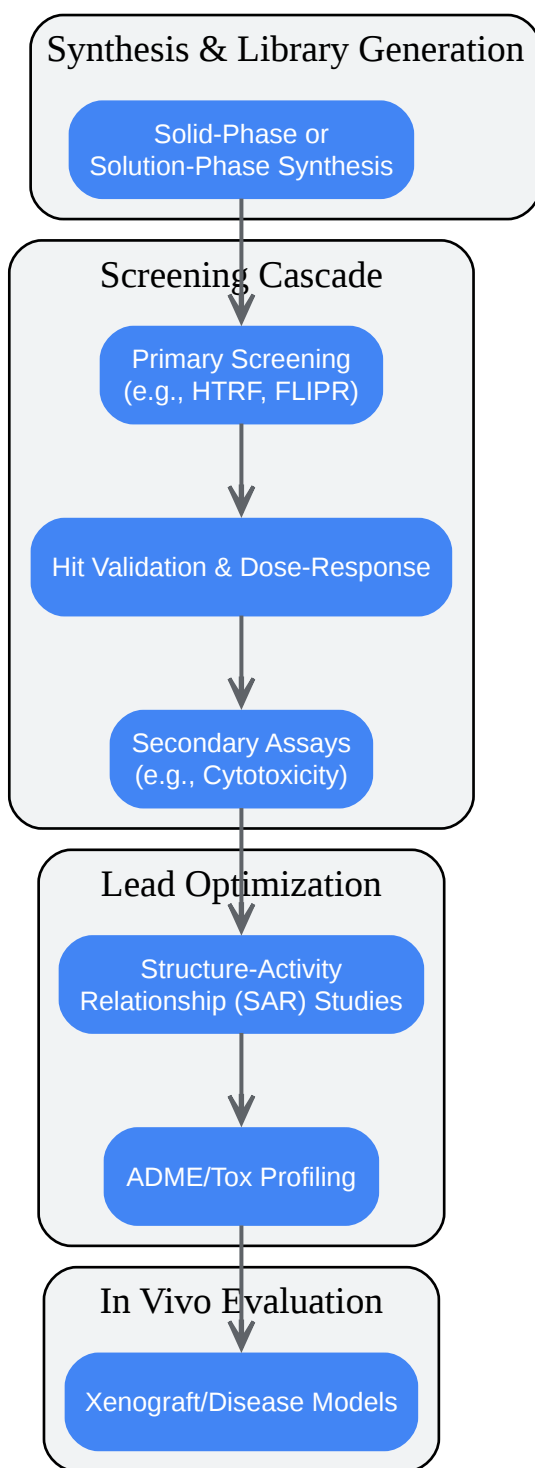 Synthesis & Library Generation
Solid-Phase or
Solution-Phase Synthesis
Screening Cascade
Primary Screening
(e.g., HTRF, FLIPR)
Hit Validation & Dose-Response
Secondary Assays
(e.g., Cytotoxicity)
Lead Optimization
Structure-Activity
Relationship (SAR) Studies
ADME/Tox Profiling
In Vivo Evaluation
Xenograft/Disease Models